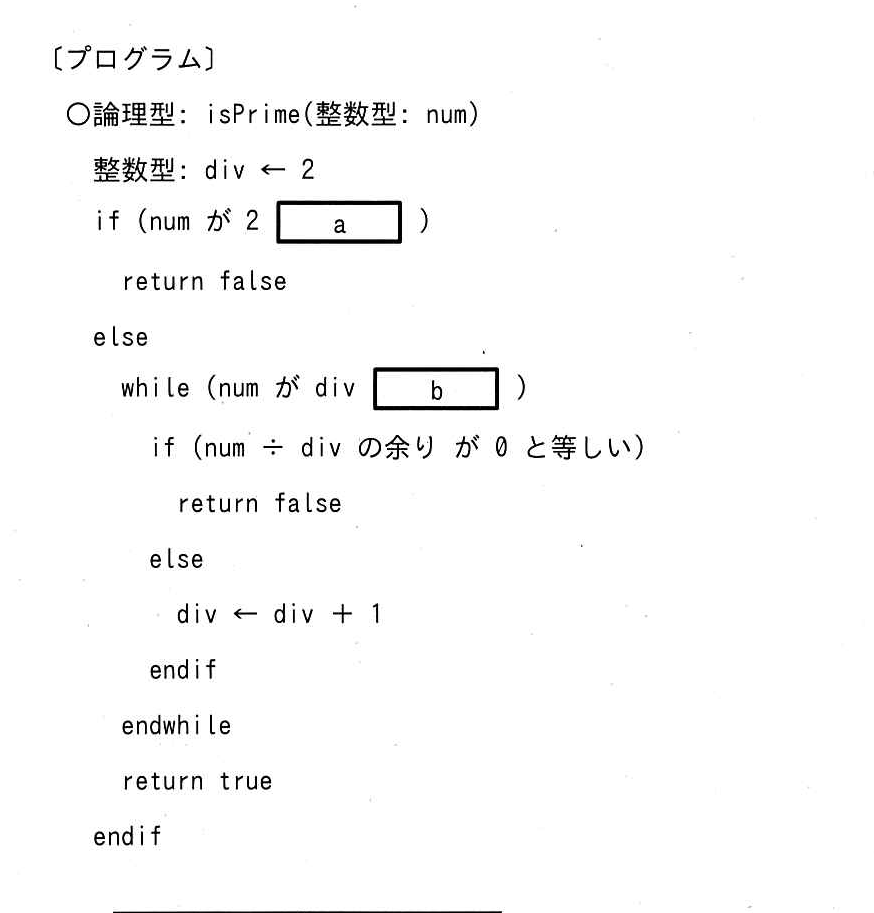 〔プログラム〕
〇論理型: isPrime(整数型: num)
整数型: div ← 2
if (num が 2 a )
return false
else
while (num が div b )
if (num ÷ div の余り が 0 と等しい)
return false
else
div ← div + 1
endif
endwhile
return true
endif